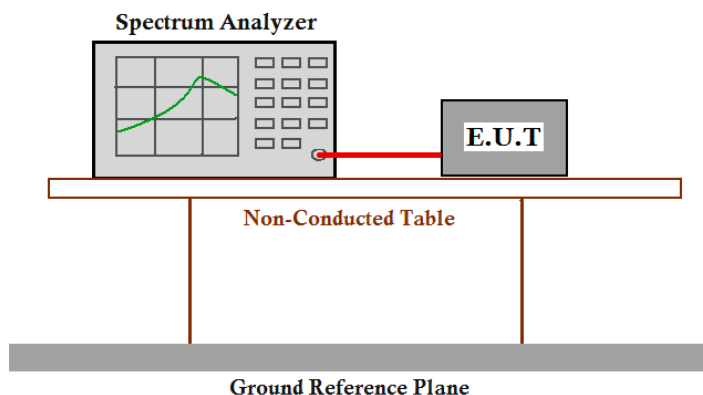 Spectrum Analyzer
E.U.T
Non-Conducted Table
Ground Reference Plane